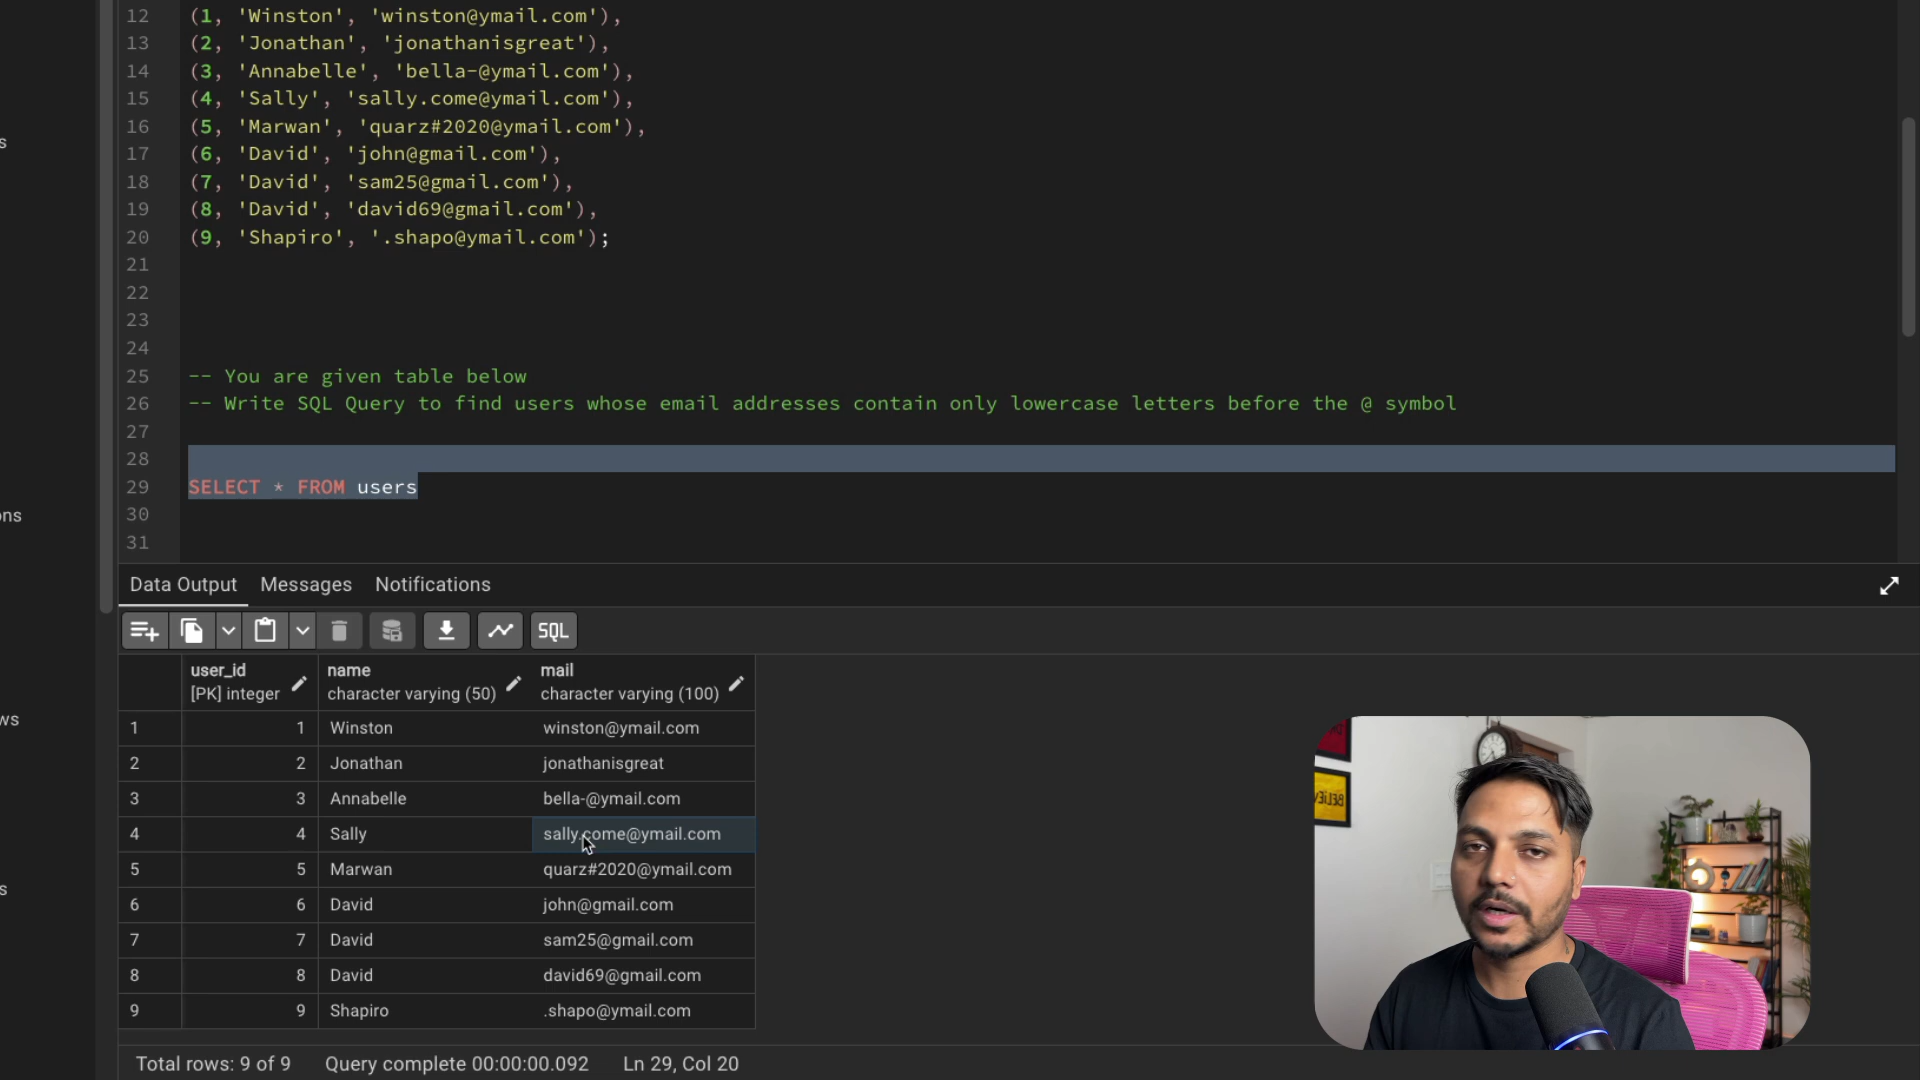 12 (1, 'Winston', 'winston@ymail.com'),
13 (2, 'Jonathan', 'jonathanisgreat'),
14 (3, 'Annabelle', 'bella-@ymail.com'),
15 (4, 'Sally', 'sally.come@ymail.com'),
16 (5, 'Marwan', 'quarz#2020@ymail.com'),
17 (6, 'David', 'john@gmail.com'),
18 (7, 'David', 'sam25@gmail.com'),
19 (8, 'David', 'david69@gmail.com'),
20 (9, 'Shapiro', '.shapo@ymail.com');
21
22
23
24
25 -- You are given table below
26 -- Write SQL Query to find users whose email addresses contain only lowercase letters before the @ symbol
27
28
29 SELECT * FROM users
30
31
s
ons
ws
s
Data Output Messages Notifications
SQL
user_id name mail
[PK] integer character varying (50) character varying (100)
1 1 Winston winston@ymail.com
2 2 Jonathan jonathanisgreat
3 3 Annabelle bella-@ymail.com
4 4 Sally sally.come@ymail.com
5 5 Marwan quarz#2020@ymail.com
6 6 David john@gmail.com
7 7 David sam25@gmail.com
8 8 David david69@gmail.com
9 9 Shapiro .shapo@ymail.com
Total rows: 9 of 9 Query complete 00:00:00.092 Ln 29, Col 20